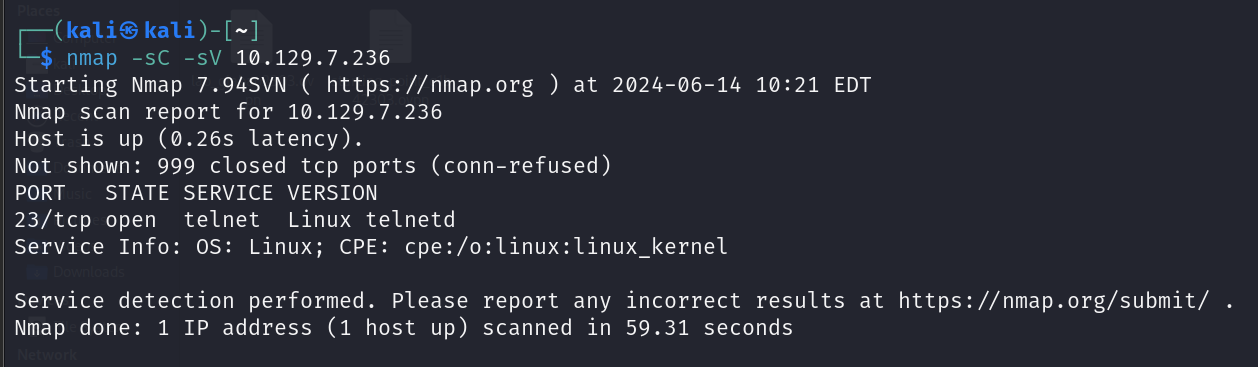 Places
┌──(kali㉿kali)-[~]
└─$ nmap -sC -sV 10.129.7.236
Starting Nmap 7.94SVN ( https://nmap.org ) at 2024-06-14 10:21 EDT
Nmap scan report for 10.129.7.236
Host is up (0.26s latency).
Not shown: 999 closed tcp ports (conn-refused)
PORT   STATE SERVICE VERSION
23/tcp open  telnet  Linux telnetd
Service Info: OS: Linux; CPE: cpe:/o:linux:linux_kernel
Downloads
Service detection performed. Please report any incorrect results at https://nmap.org/submit/ .
Nmap done: 1 IP address (1 host up) scanned in 59.31 seconds
Network